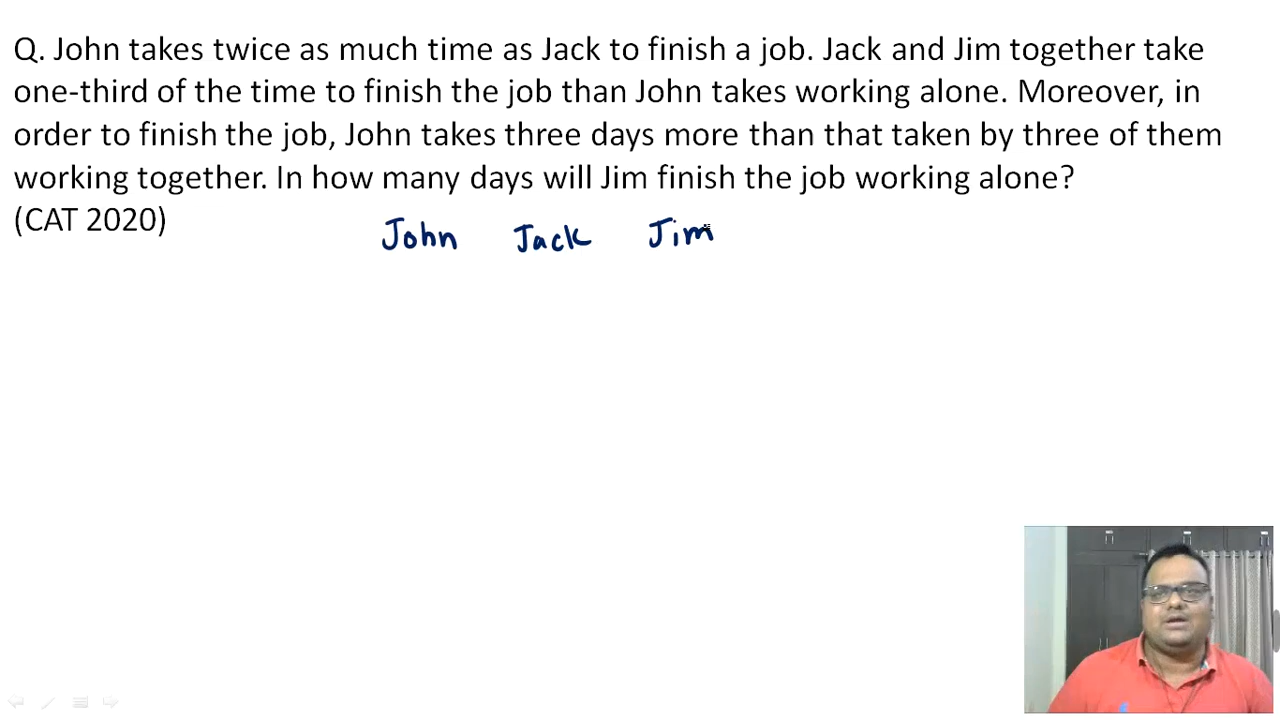 Q. John takes twice as much time as Jack to finish a job. Jack and Jim together take
one-third of the time to finish the job than John takes working alone. Moreover, in
order to finish the job, John takes three days more than that taken by three of them
working together. In how many days will Jim finish the job working alone?
(CAT 2020)
John Jack Jim